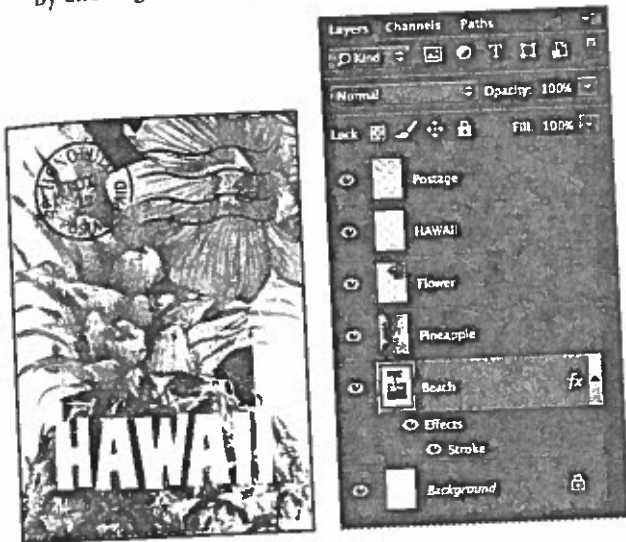 Layers Channels Paths
Kind
Normal Opacity: 100%
Lock Fill: 100%
Postage
HAWAII
Flower
Pineapple
Beach fx
Effects
Stroke
Background
PAID
HAWAII